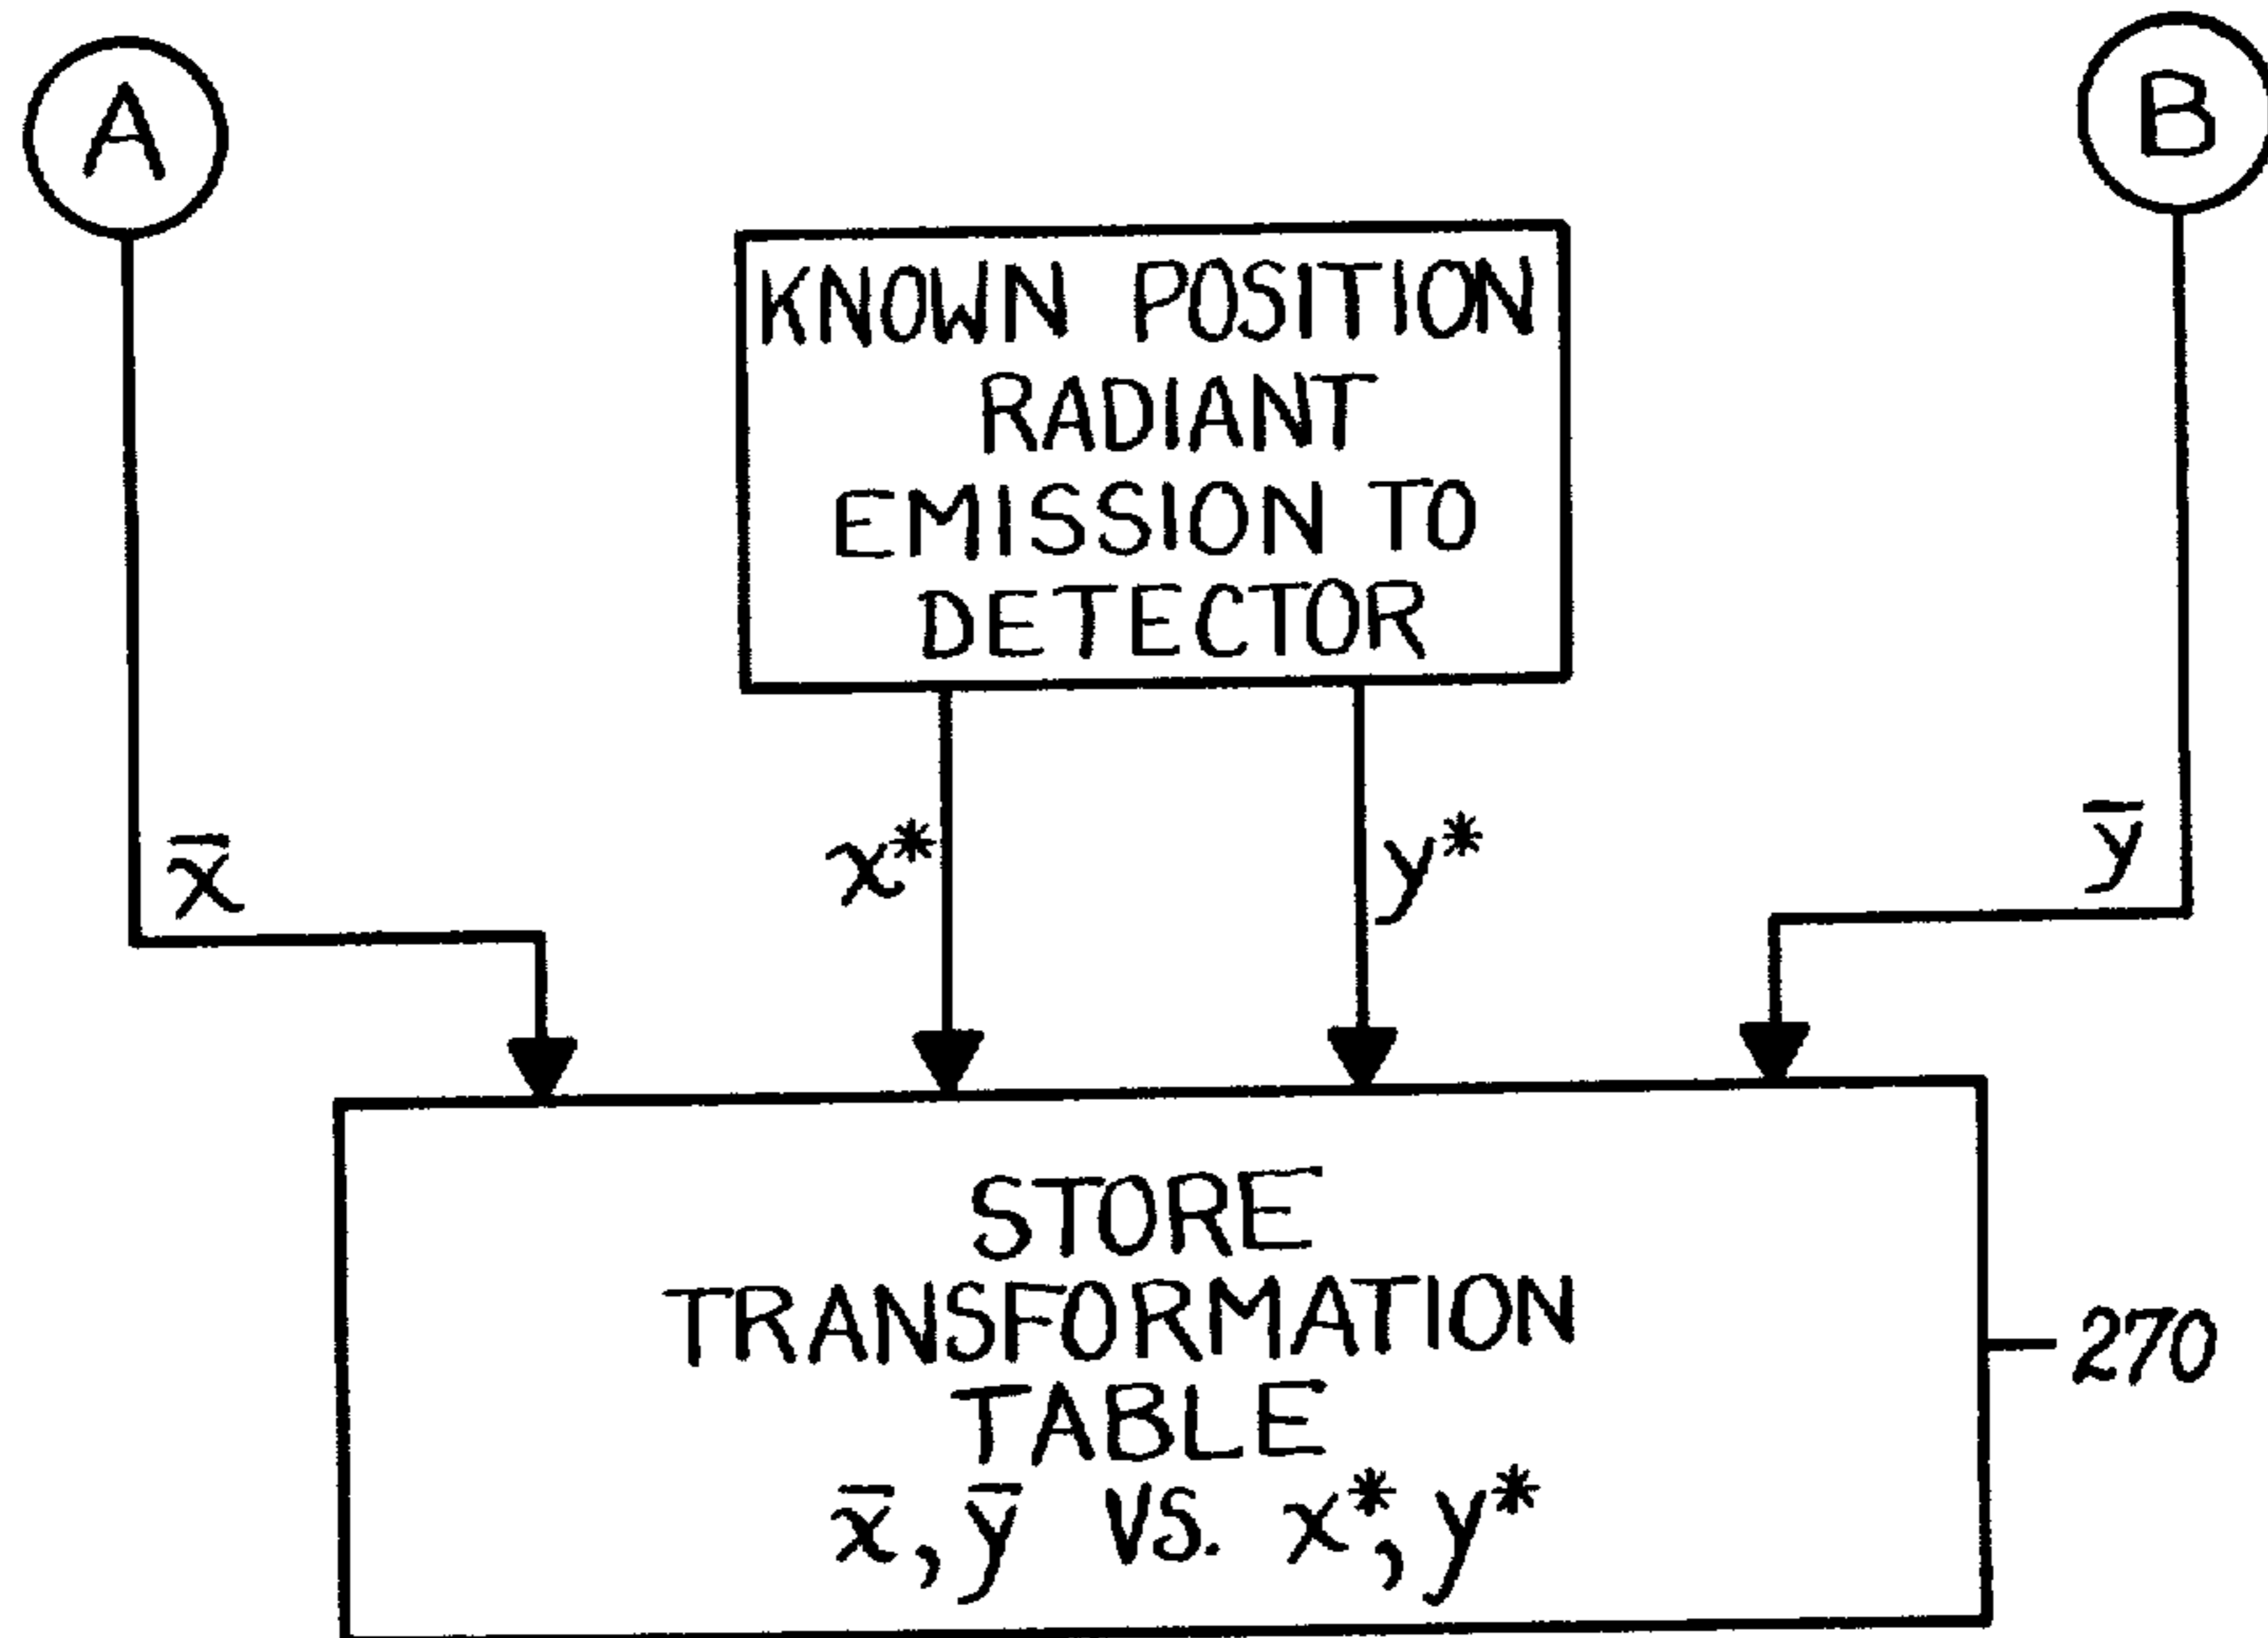 A
B
KNOWN POSITION
RADIANT
EMISSION TO
DETECTOR
x̄
x*
y*
ȳ
STORE
TRANSFORMATION
TABLE
x̄, ȳ VS. x*, y*
270